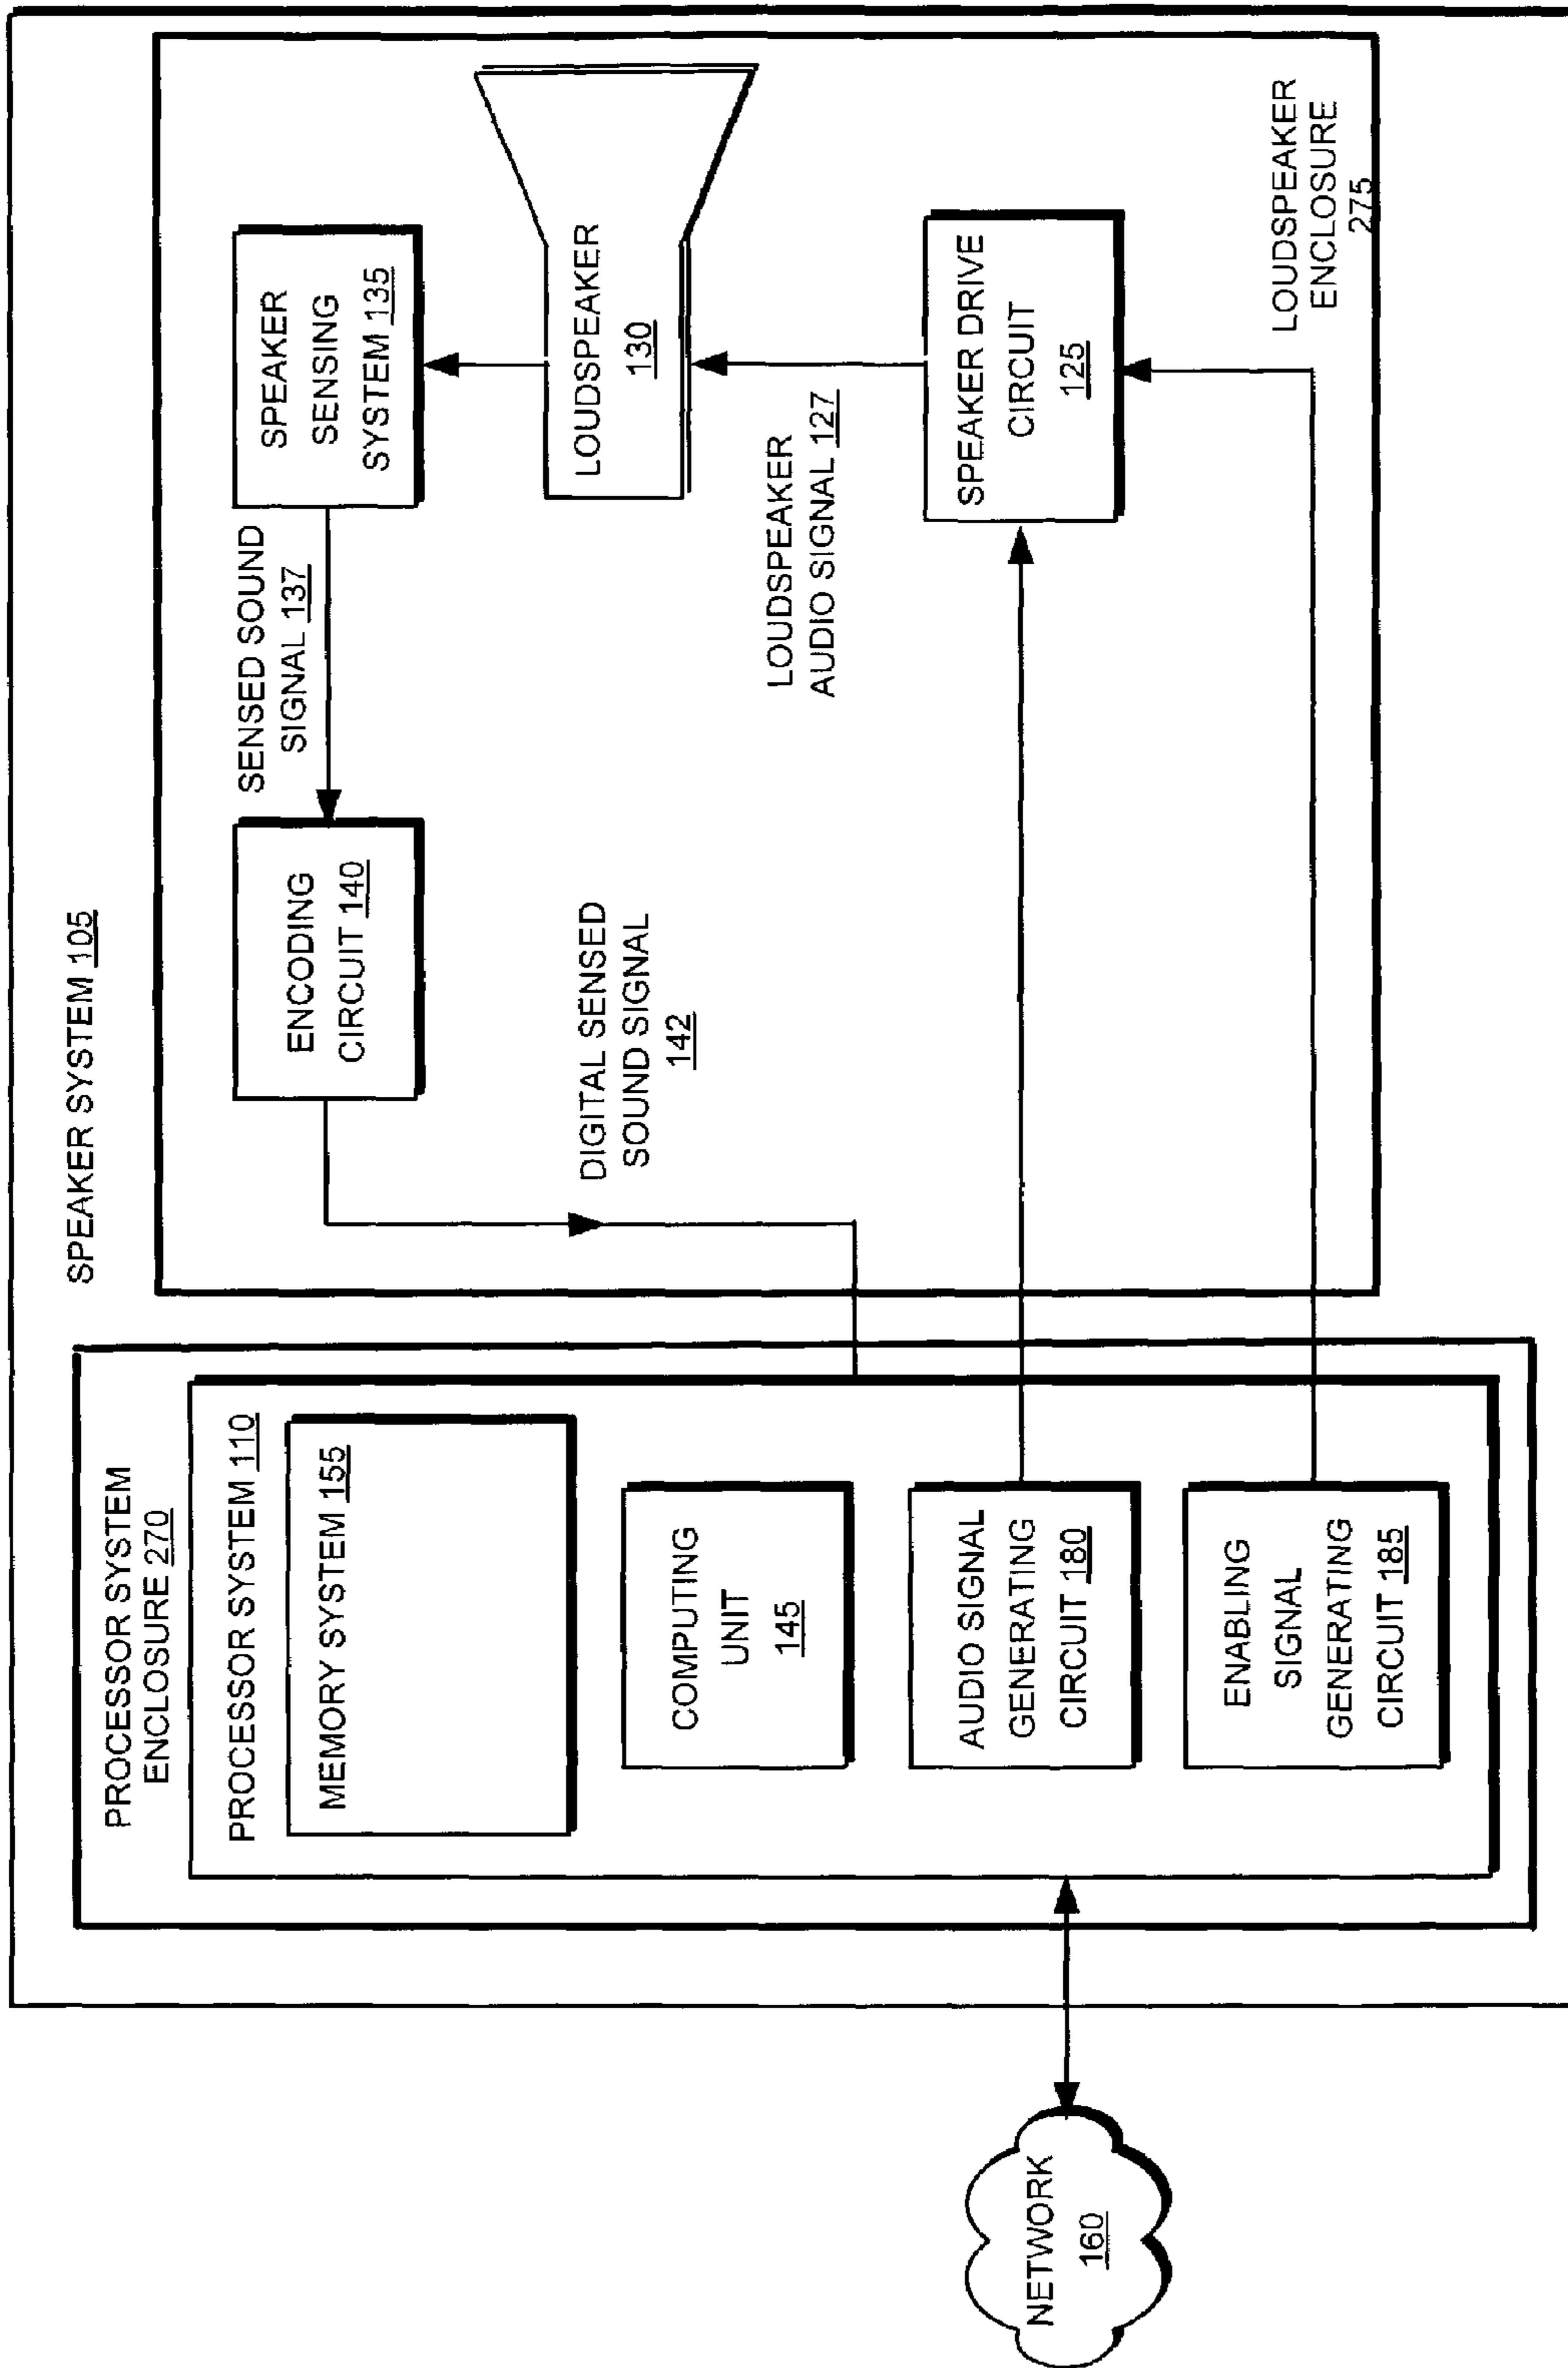 SPEAKER SYSTEM 105
PROCESSOR SYSTEM
ENCLOSURE 270
PROCESSOR SYSTEM 110
MEMORY SYSTEM 155
COMPUTING
UNIT
145
AUDIO SIGNAL
GENERATING
CIRCUIT 180
ENABLING
SIGNAL
GENERATING
CIRCUIT 185
NETWORK
160
ENCODING
CIRCUIT 140
DIGITAL SENSED
SOUND SIGNAL
142
SENSED SOUND
SIGNAL 137
SPEAKER
SENSING
SYSTEM 135
LOUDSPEAKER
130
LOUDSPEAKER
AUDIO SIGNAL 127
SPEAKER DRIVE
CIRCUIT
125
LOUDSPEAKER
ENCLOSURE
275